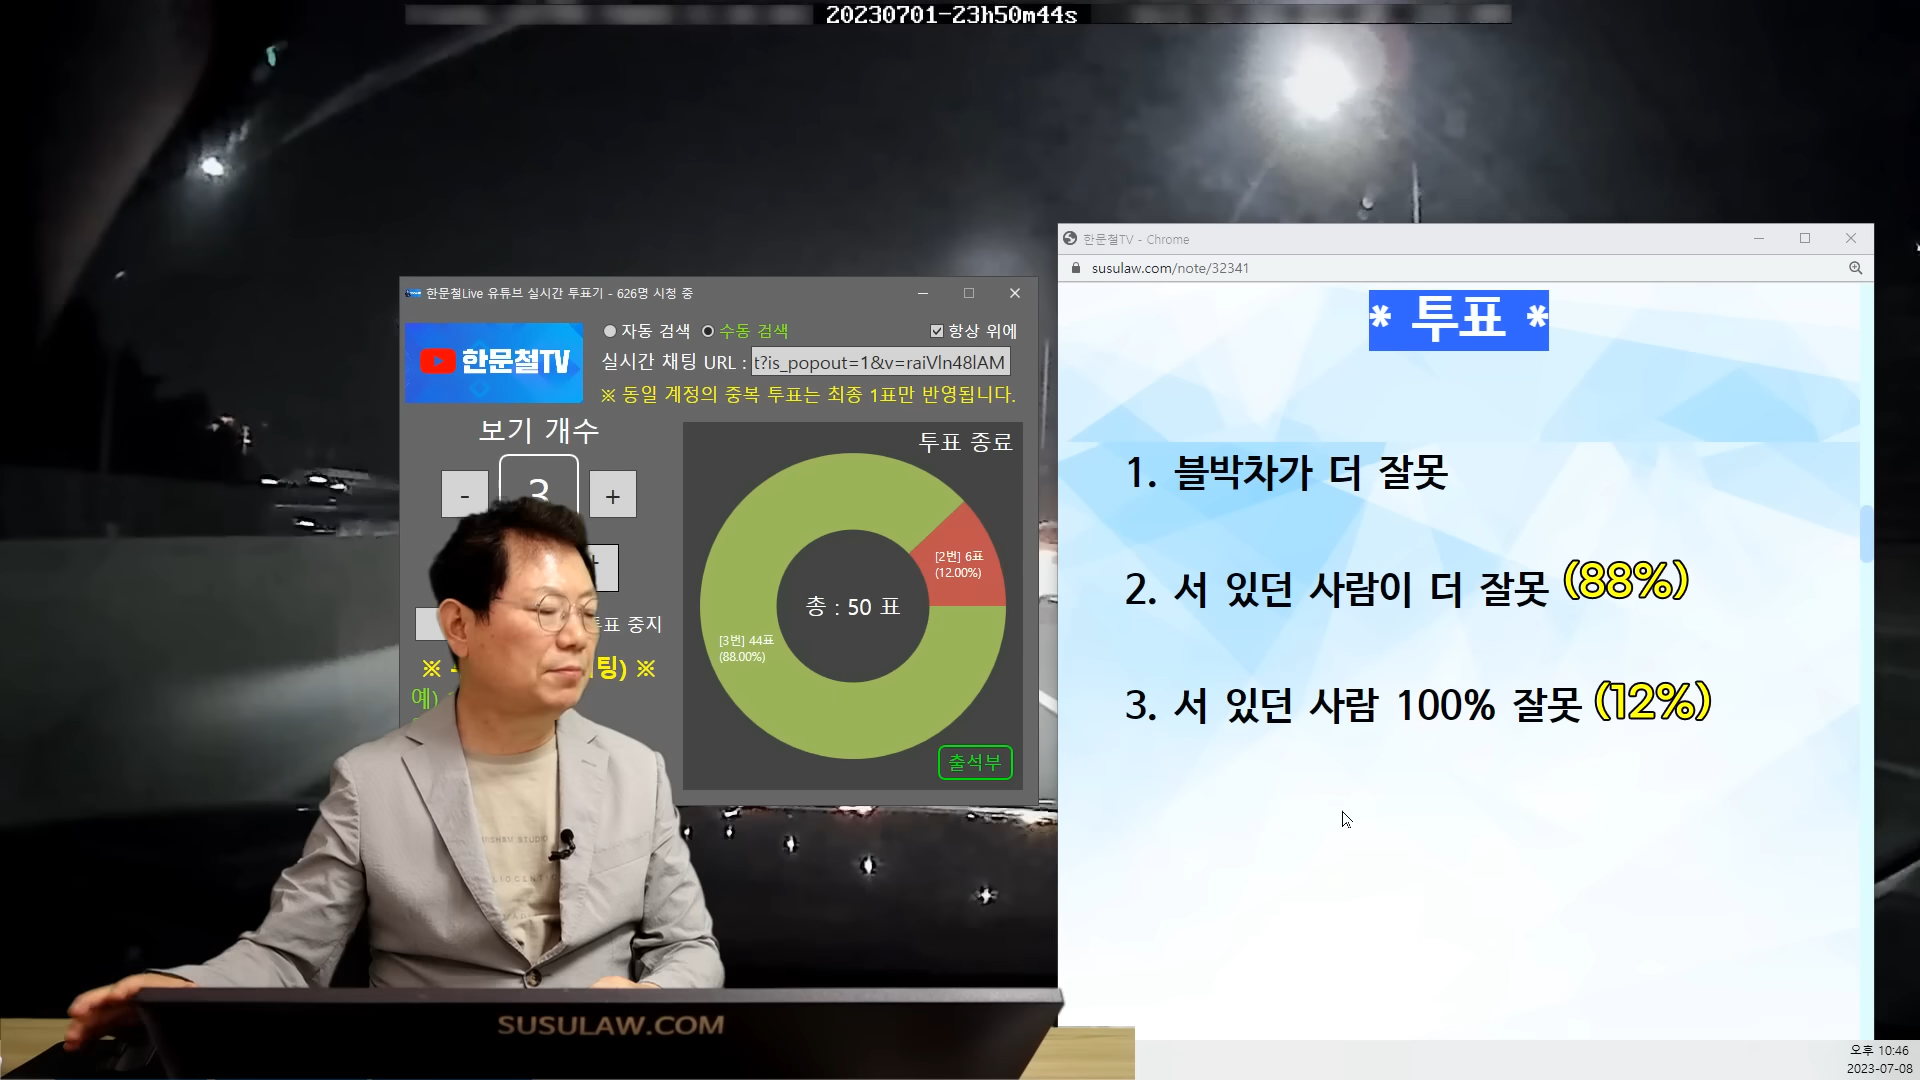 20230701-23h50m44s
한문철Live 유튜브 실시간 투표기 - 626명 시청 중
한문철TV
자동 검색
수동 검색
항상 위에
실시간 채팅 URL : t?is_popout=1&v=raiVln48lAM
※ 동일 계정의 중복 투표는 최종 1표만 반영됩니다.
보기 개수
- 3 +
표 중지
팅) ※
예)
투표 종료
[2번] 6표
(12.00%)
총 : 50 표
[3번] 44표
(88.00%)
출석부
한문철TV - Chrome
susulaw.com/note/32341
* 투표 *
1. 블박차가 더 잘못
2. 서 있던 사람이 더 잘못 (88%)
3. 서 있던 사람 100% 잘못 (12%)
SUSULAW.COM
오후 10:46
2023-07-08